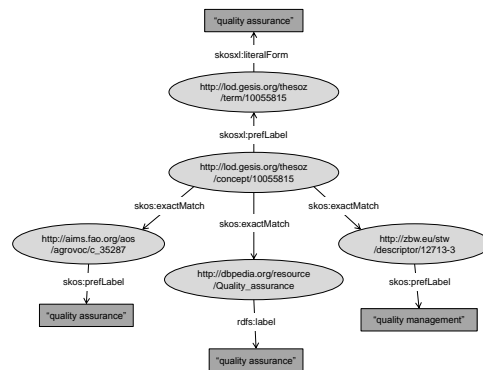 “quality assurance”
skosxl:literalForm
http://lod.gesis.org/thesoz
/term/10055815
skosxl:prefLabel
http://lod.gesis.org/thesoz
/concept/10055815
skos:exactMatch
skos:exactMatch
skos:exactMatch
http://aims.fao.org/aos
/agrovoc/c_35287
http://zbw.eu/stw
/descriptor/12713-3
http://dbpedia.org/resource
/Quality_assurance
skos:prefLabel
skos:prefLabel
“quality assurance”
“quality management”
rdfs:label
“quality assurance”